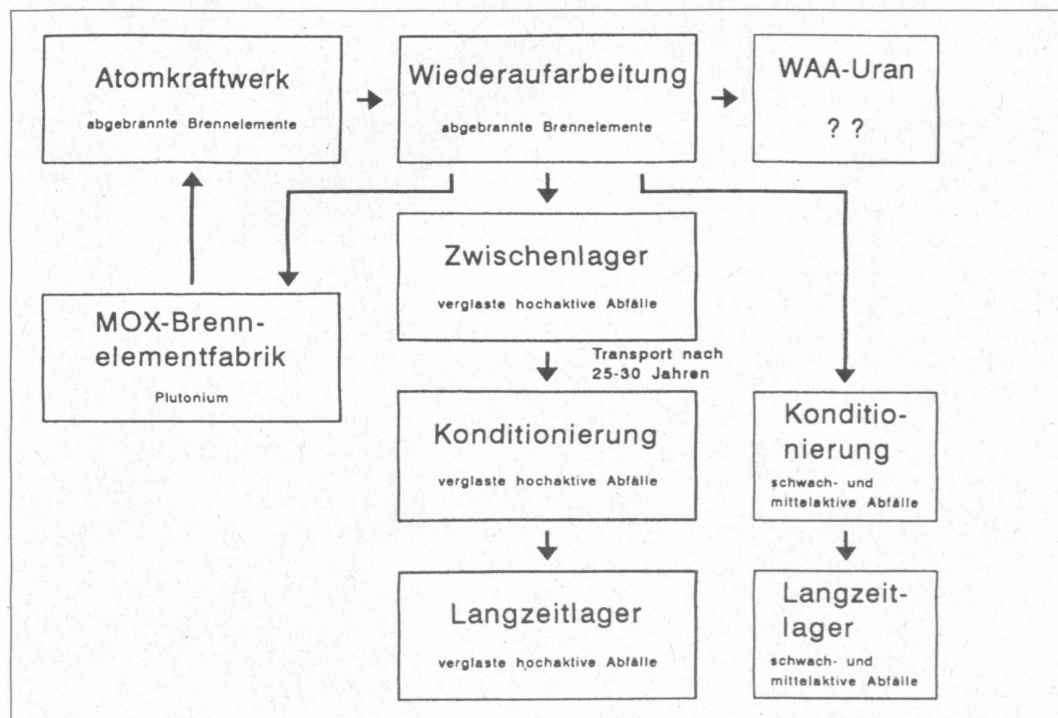 Atomkraftwerk
abgebrannte Brennelemente
Wiederaufarbeitung
abgebrannte Brennelemente
WAA-Uran
? ?
Zwischenlager
verglaste hochaktive Abfälle
MOX-Brenn-
elementfabrik
Plutonium
Transport nach
25-30 Jahren
Konditionierung
verglaste hochaktive Abfälle
Konditio-
nierung
schwach- und
mittelaktive Abfälle
Langzeitlager
verglaste hochaktive Abfälle
Langzeit-
lager
schwach- und
mittelaktive Abfälle